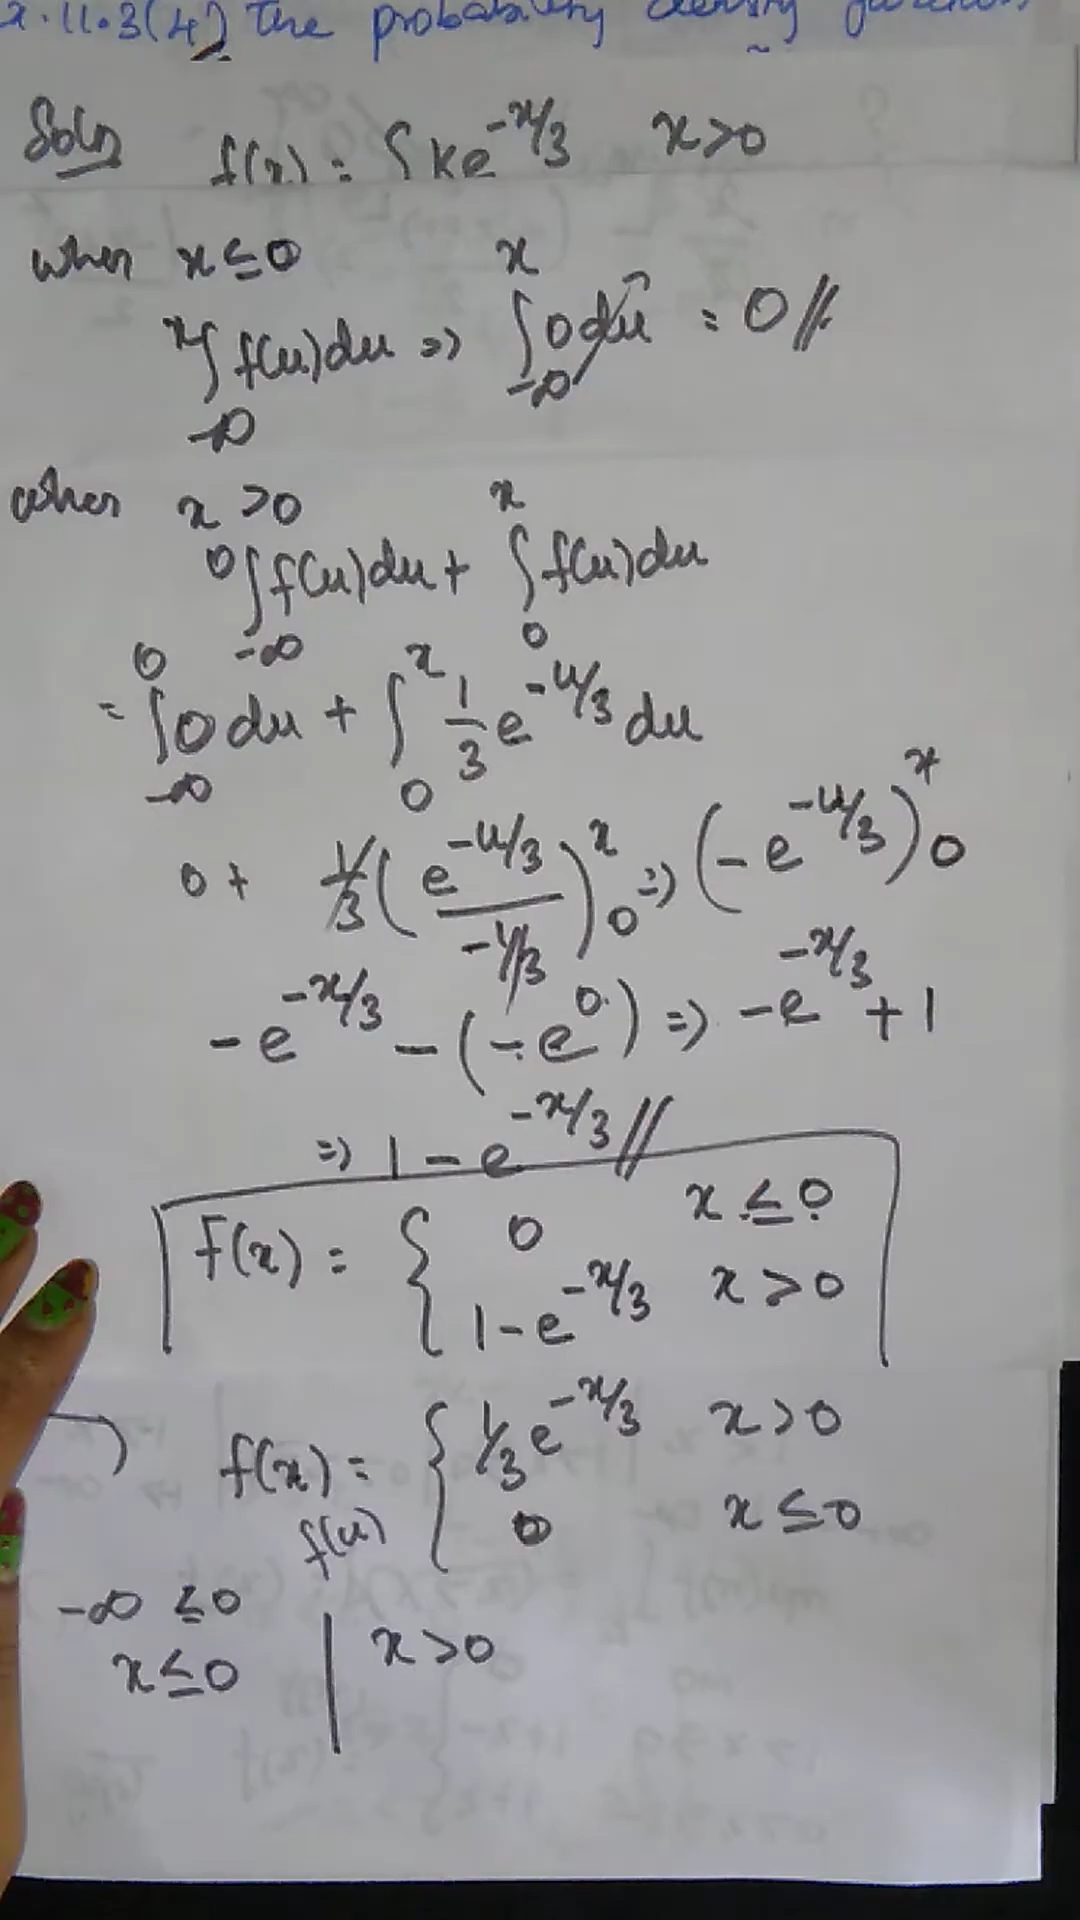 x. 11.3(4) The probability density function
Soln f(x) = { ke^{-x/3} x>0
when x ≤ 0
∫_{-∞}^{x} f(u)du ⇒ ∫_{-∞}^{x} 0 du = 0 //
when x > 0
∫_{-∞}^{0} f(u)du + ∫_{0}^{x} f(u)du
= ∫_{-∞}^{0} 0 du + ∫_{0}^{x} 1/3 e^{-u/3} du
0 + 1/3 (e^{-u/3} / -1/3)_{0}^{x} ⇒ (-e^{-u/3})_{0}^{x}
-e^{-x/3} - (-e^{0}) ⇒ -e^{-x/3} + 1
⇒ 1 - e^{-x/3} //
F(x) = { 0 x ≤ 0
1 - e^{-x/3} x > 0
f(x) = { 1/3 e^{-x/3} x > 0
f(u) 0 x ≤ 0
-∞ ≤ 0
x ≤ 0 | x > 0